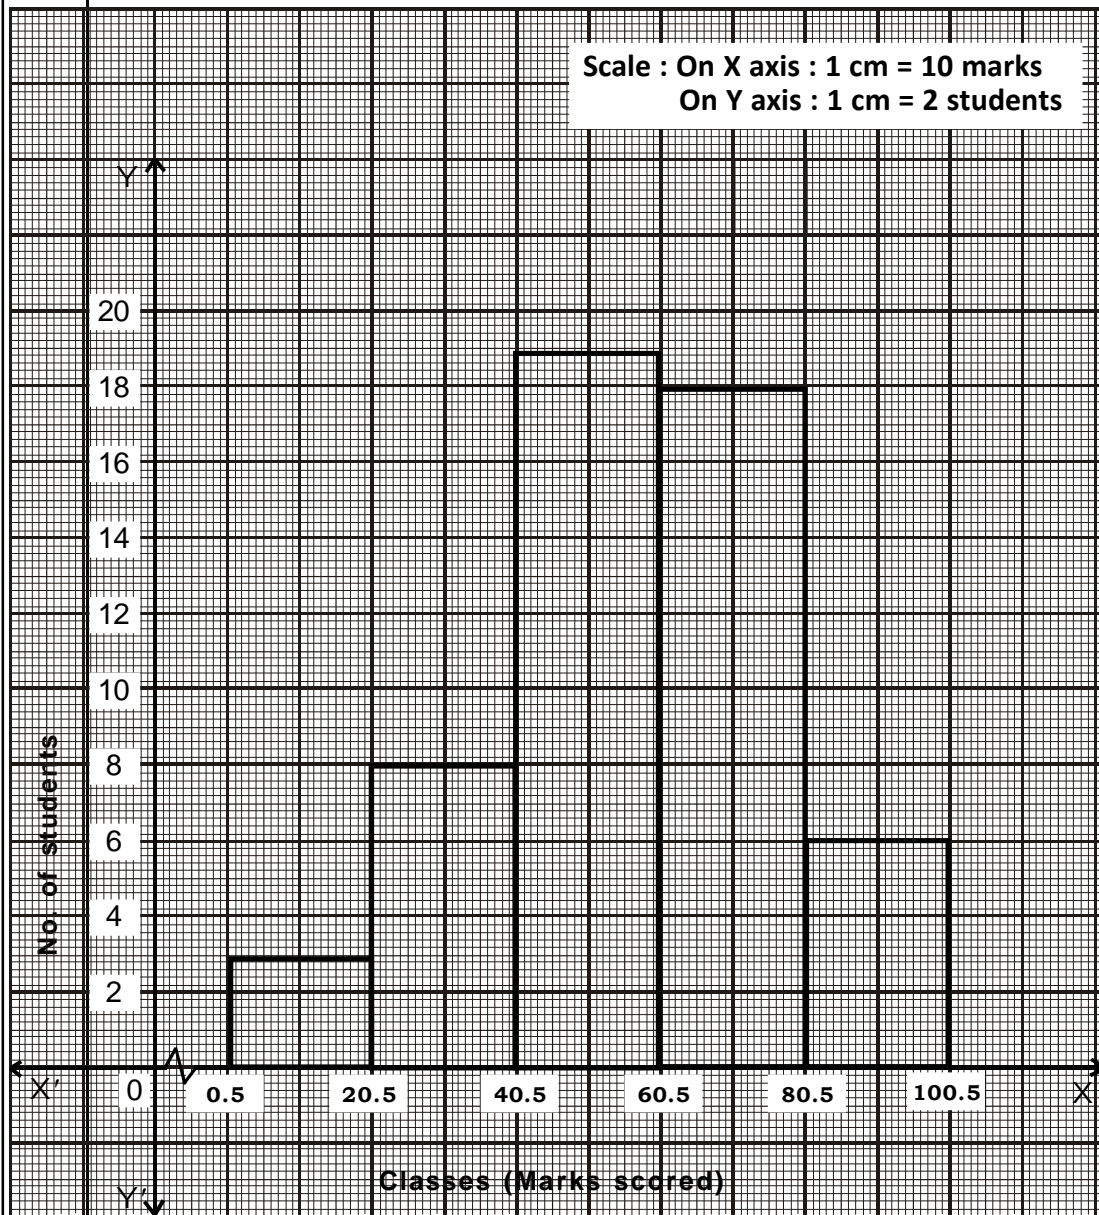 Scale : On X axis : 1 cm = 10 marks
On Y axis : 1 cm = 2 students
Y
20
18
16
14
12
10
8
6
4
2
No. of students
X' 0 0.5 20.5 40.5 60.5 80.5 100.5 X
Classes (Marks scored)
Y'